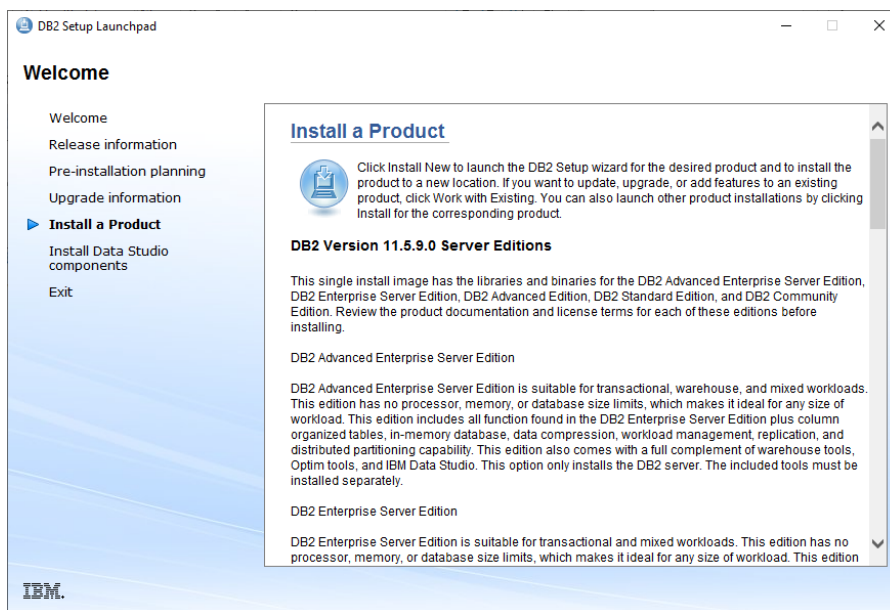 DB2 Setup Launchpad
Welcome
Welcome
Release information
Pre-installation planning
Upgrade information
Install a Product
Install Data Studio
components
Exit
Install a Product
Click Install New to launch the DB2 Setup wizard for the desired product and to install the
product to a new location. If you want to update, upgrade, or add features to an existing
product, click Work with Existing. You can also launch other product installations by clicking
Install for the corresponding product.
DB2 Version 11.5.9.0 Server Editions
This single install image has the libraries and binaries for the DB2 Advanced Enterprise Server Edition,
DB2 Enterprise Server Edition, DB2 Advanced Edition, DB2 Standard Edition, and DB2 Community
Edition. Review the product documentation and license terms for each of these editions before
installing.
DB2 Advanced Enterprise Server Edition
DB2 Advanced Enterprise Server Edition is suitable for transactional, warehouse, and mixed workloads.
This edition has no processor, memory, or database size limits, which makes it ideal for any size of
workload. This edition includes all function found in the DB2 Enterprise Server Edition plus column
organized tables, in-memory database, data compression, workload management, replication, and
distributed partitioning capability. This edition also comes with a full complement of warehouse tools,
Optim tools, and IBM Data Studio. This option only installs the DB2 server. The included tools must be
installed separately.
DB2 Enterprise Server Edition
DB2 Enterprise Server Edition is suitable for transactional and mixed workloads. This edition has no
processor, memory, or database size limits, which makes it ideal for any size of workload. This edition
IBM.